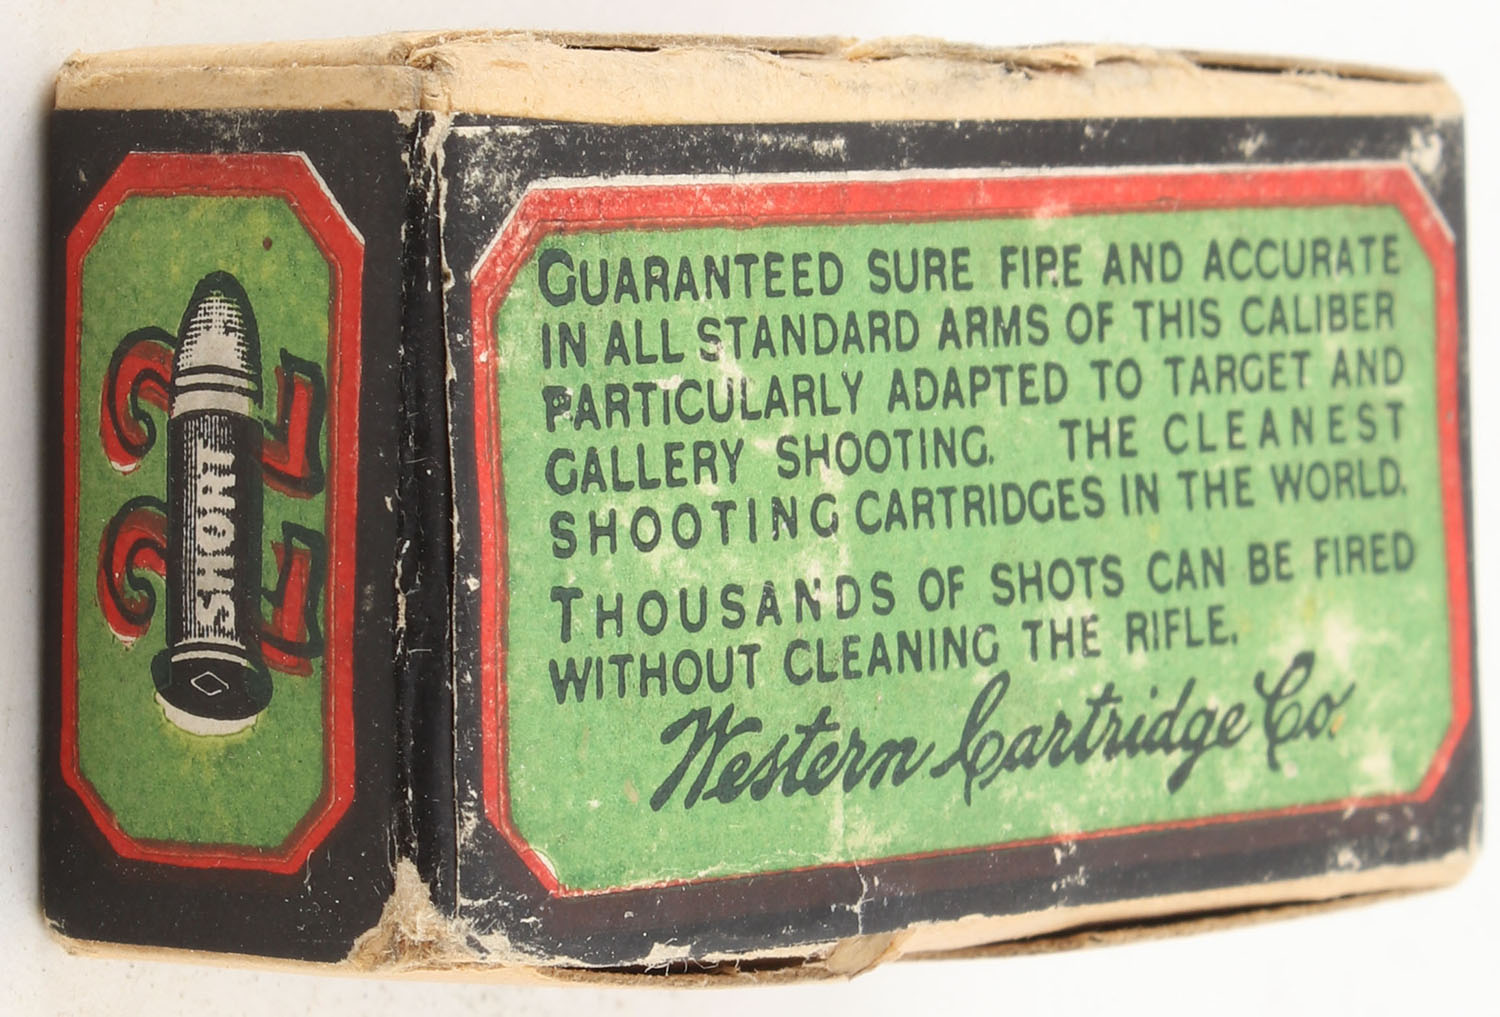 22
SHORT
22
GUARANTEED SURE FIRE AND ACCURATE
IN ALL STANDARD ARMS OF THIS CALIBER
PARTICULARLY ADAPTED TO TARGET AND
GALLERY SHOOTING. THE CLEANEST
SHOOTING CARTRIDGES IN THE WORLD.
THOUSANDS OF SHOTS CAN BE FIRED
WITHOUT CLEANING THE RIFLE.
Western Cartridge Co.